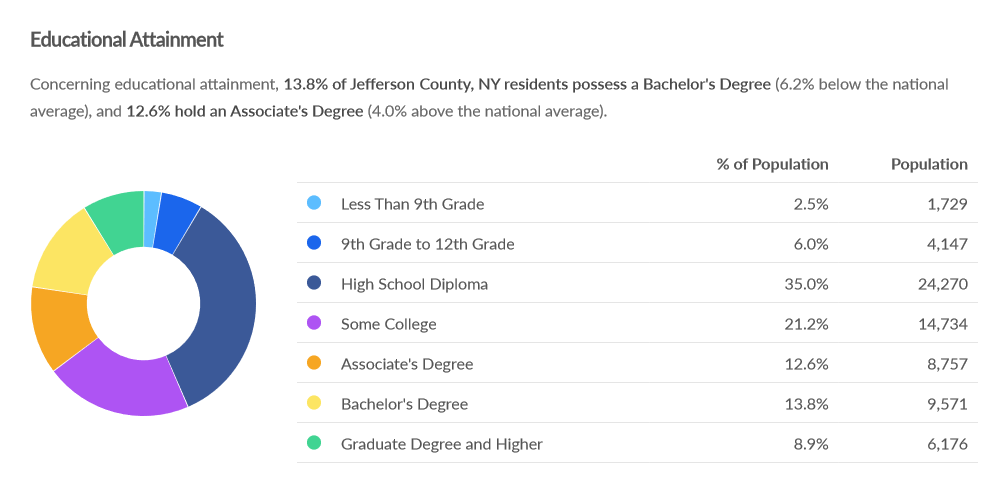 Educational Attainment
Concerning educational attainment, 13.8% of Jefferson County, NY residents possess a Bachelor's Degree (6.2% below the national
average), and 12.6% hold an Associate's Degree (4.0% above the national average).
% of Population Population
Less Than 9th Grade 2.5% 1,729
9th Grade to 12th Grade 6.0% 4,147
High School Diploma 35.0% 24,270
Some College 21.2% 14,734
Associate's Degree 12.6% 8,757
Bachelor's Degree 13.8% 9,571
Graduate Degree and Higher 8.9% 6,176